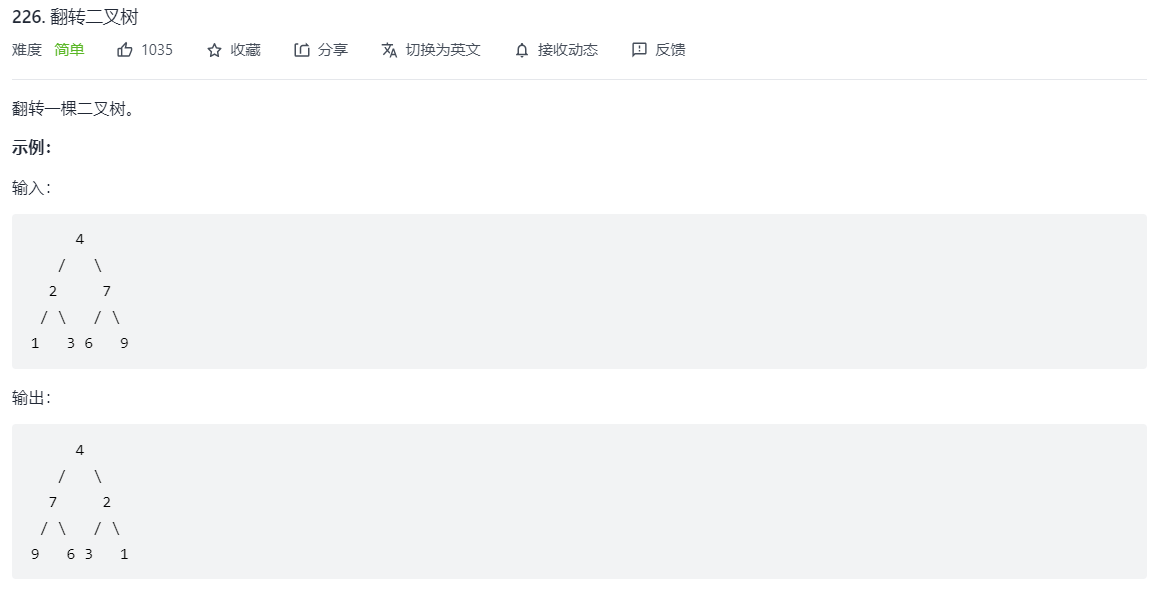 226. 翻转二叉树
难度 简单 1035 收藏 分享 切换为英文 接收动态 反馈
翻转一棵二叉树。
示例：
输入：
     4
   /   \
  2     7
 / \   / \
1   3 6   9
输出：
     4
   /   \
  7     2
 / \   / \
9   6 3   1